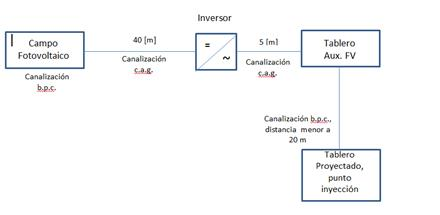 Inversor
Campo
Fotovoltaico
40 [m]
Canalización
c.a.g.
Canalización
b.p.c.
=
~
5 [m]
Canalización
c.a.g.
Tablero
Aux. FV
Canalización b.p.c.,
distancia menor a
20 m
Tablero
Proyectado,
punto
inyección